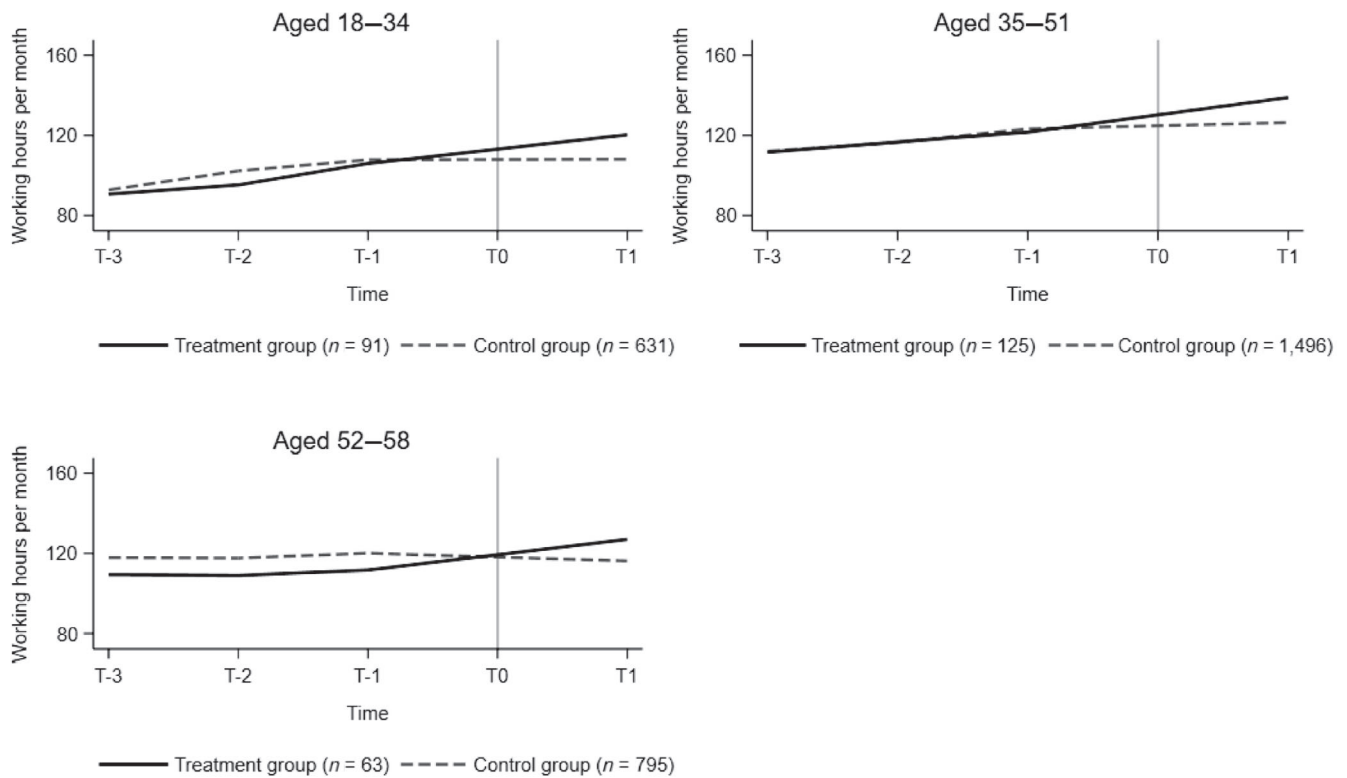 Aged 18–34
Working hours per month
160
120
80
T-3 T-2 T-1 T0 T1
Time
Treatment group (n = 91) Control group (n = 631)
Aged 35–51
Working hours per month
160
120
80
T-3 T-2 T-1 T0 T1
Time
Treatment group (n = 125) Control group (n = 1,496)
Aged 52–58
Working hours per month
160
120
80
T-3 T-2 T-1 T0 T1
Time
Treatment group (n = 63) Control group (n = 795)